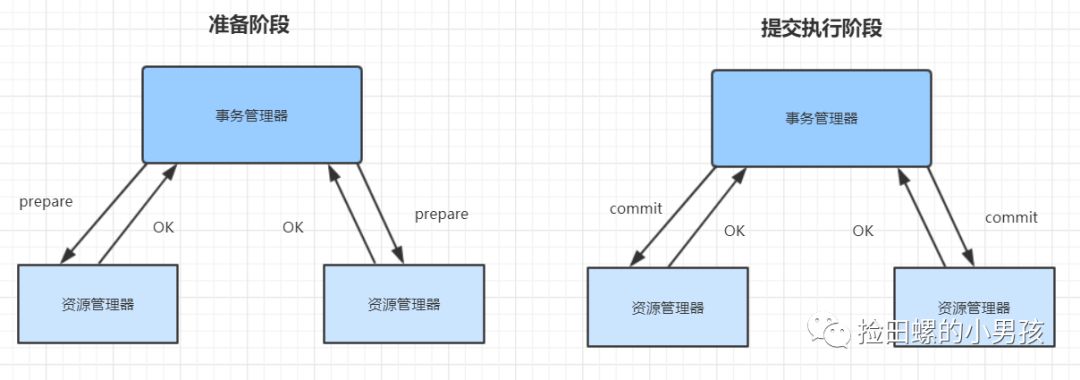 准备阶段
事务管理器
prepare
OK
OK
prepare
资源管理器
资源管理器
提交执行阶段
事务管理器
commit
OK
OK
commit
资源管理器
资源管理器
捡田螺的小男孩